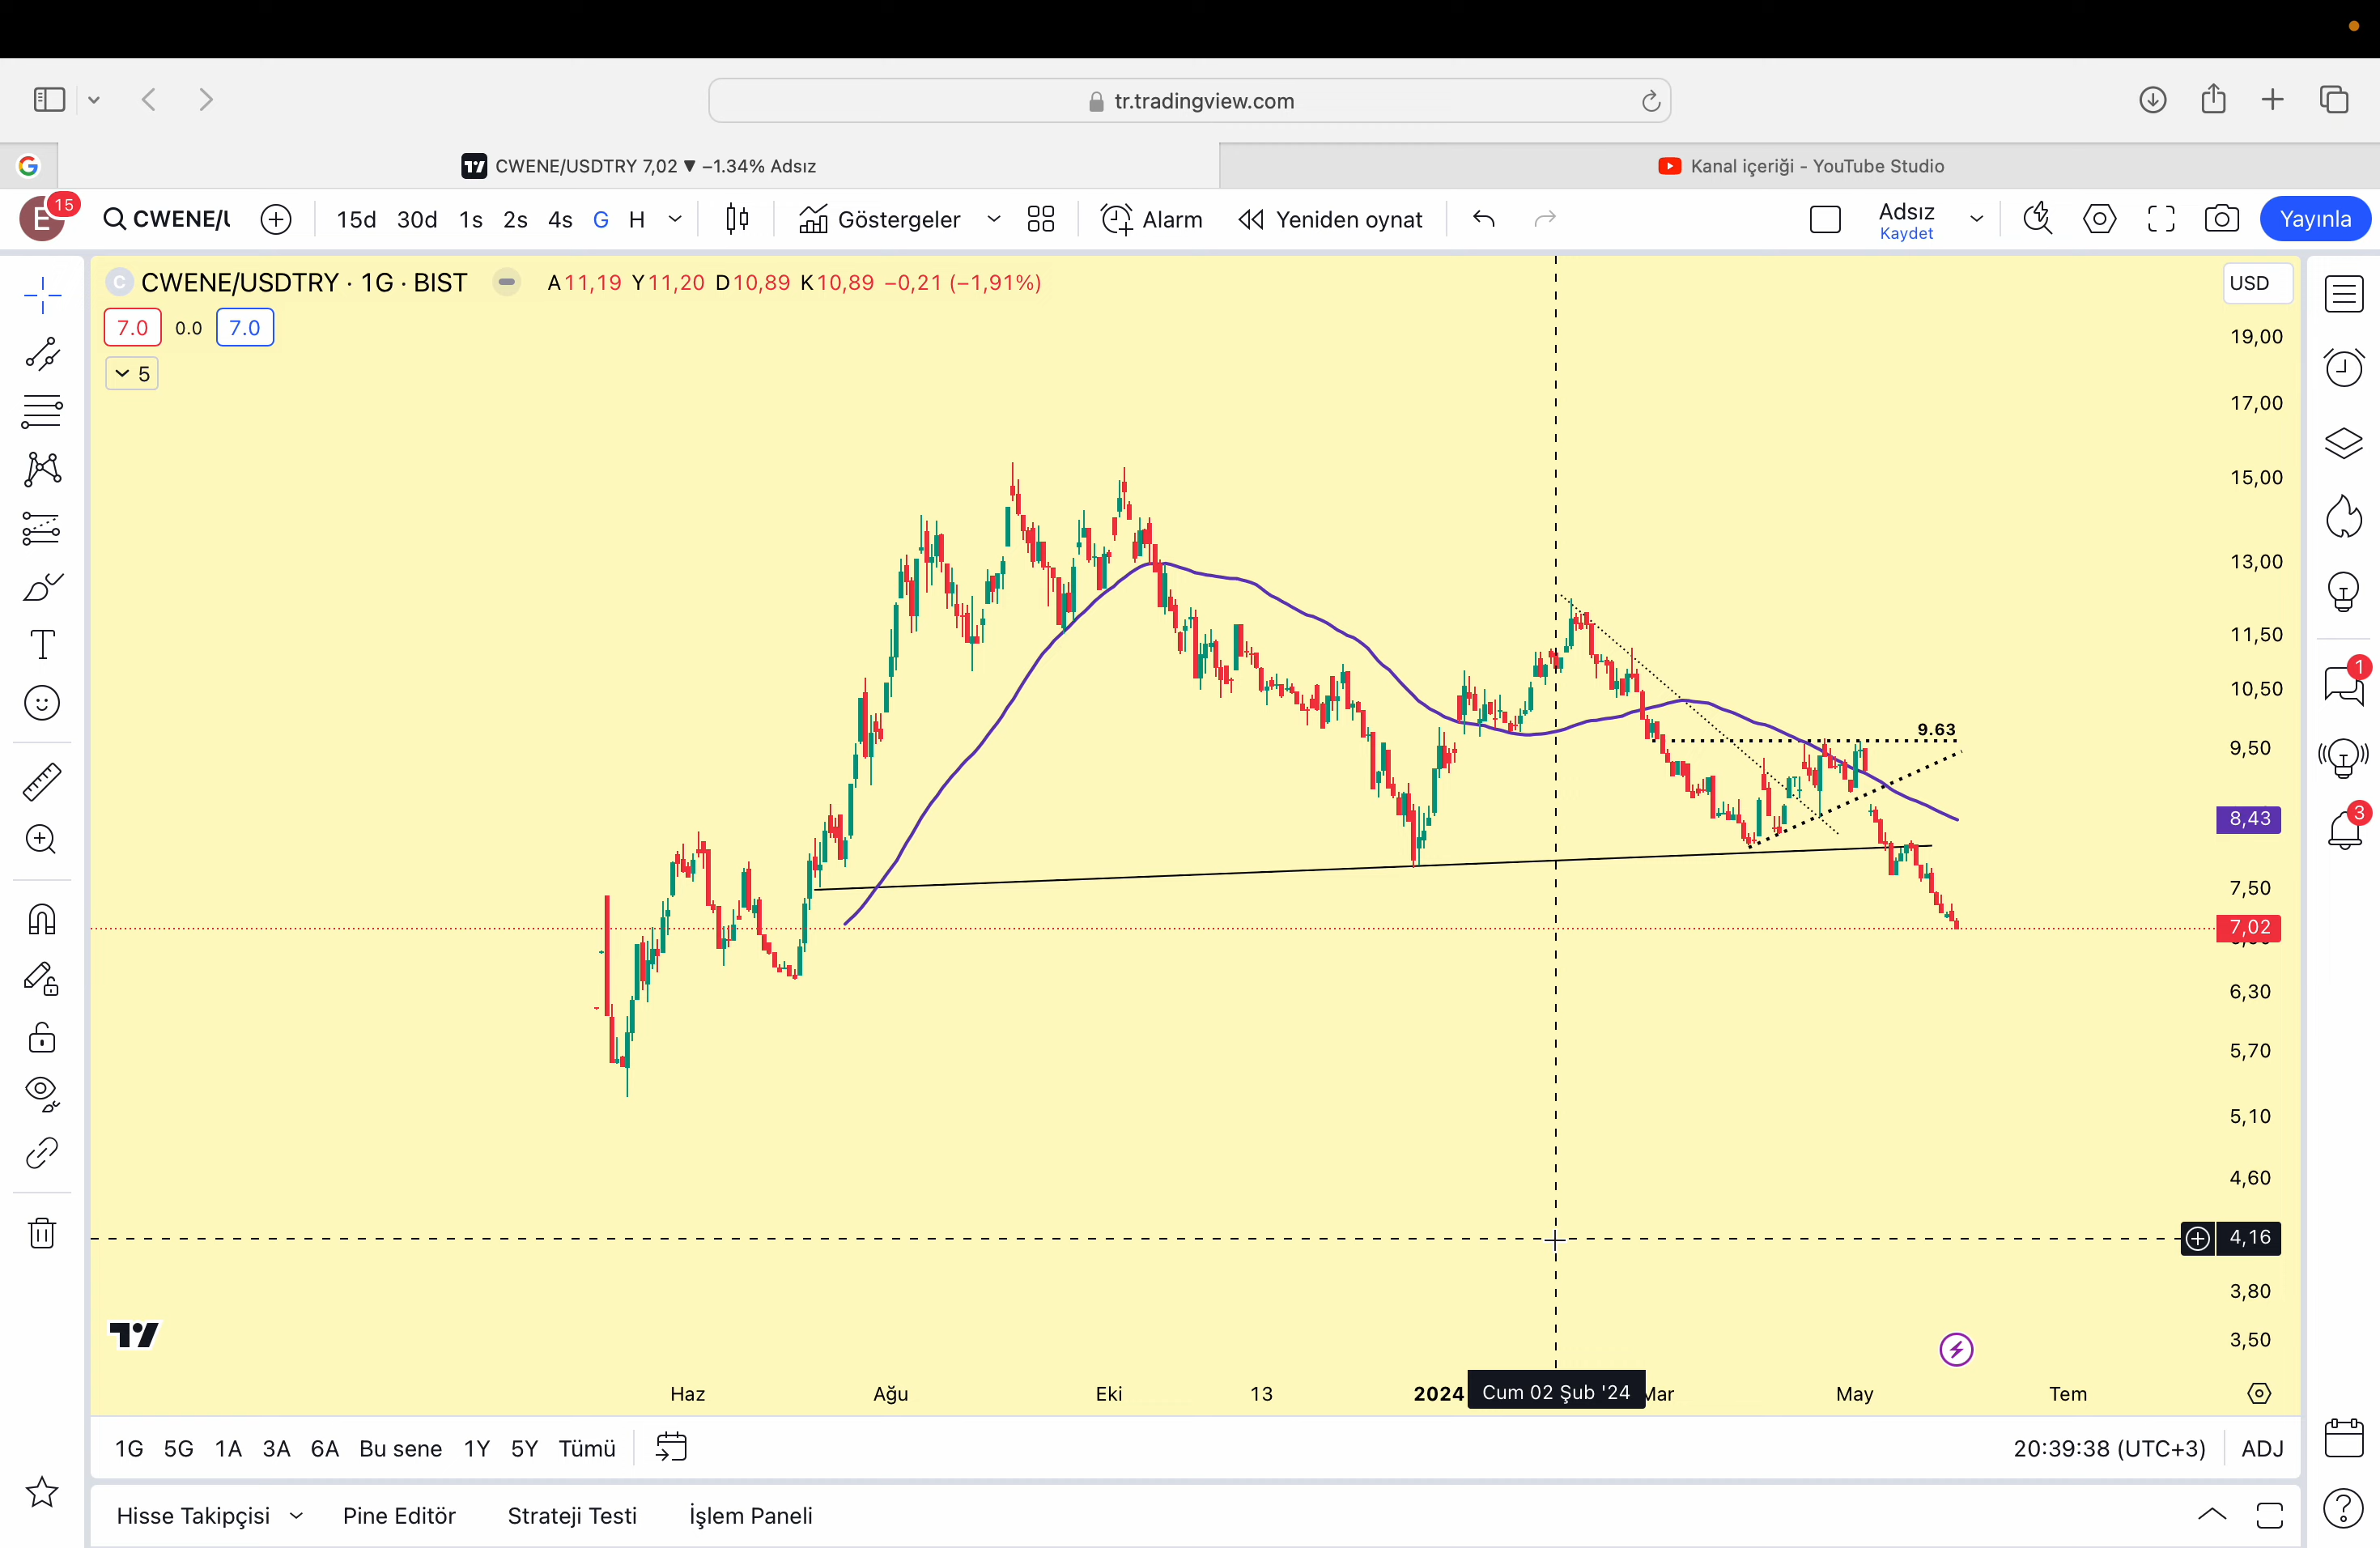 tr.tradingview.com
CWENE/USDTRY 7,02 ▼ −1.34% Adsız
Kanal içeriği - YouTube Studio
E 15
CWENE/U
15d 30d 1s 2s 4s G H
Göstergeler
Alarm
Yeniden oynat
Adsız
Kaydet
Yayınla
CWENE/USDTRY · 1G · BIST A11,19 Y11,20 D10,89 K10,89 −0,21 (−1,91%)
USD
7.0 0.0 7.0
5
19,00
17,00
15,00
13,00
11,50
10,50
1
9.63
9,50
8,43
3
7,50
7,02
6,30
5,70
5,10
4,60
4,16
3,80
3,50
Haz Ağu Eki 13 2024 Cum 02 Şub '24 Mar May Tem
1G 5G 1A 3A 6A Bu sene 1Y 5Y Tümü
20:39:38 (UTC+3) ADJ
Hisse Takipçisi Pine Editör Strateji Testi İşlem Paneli